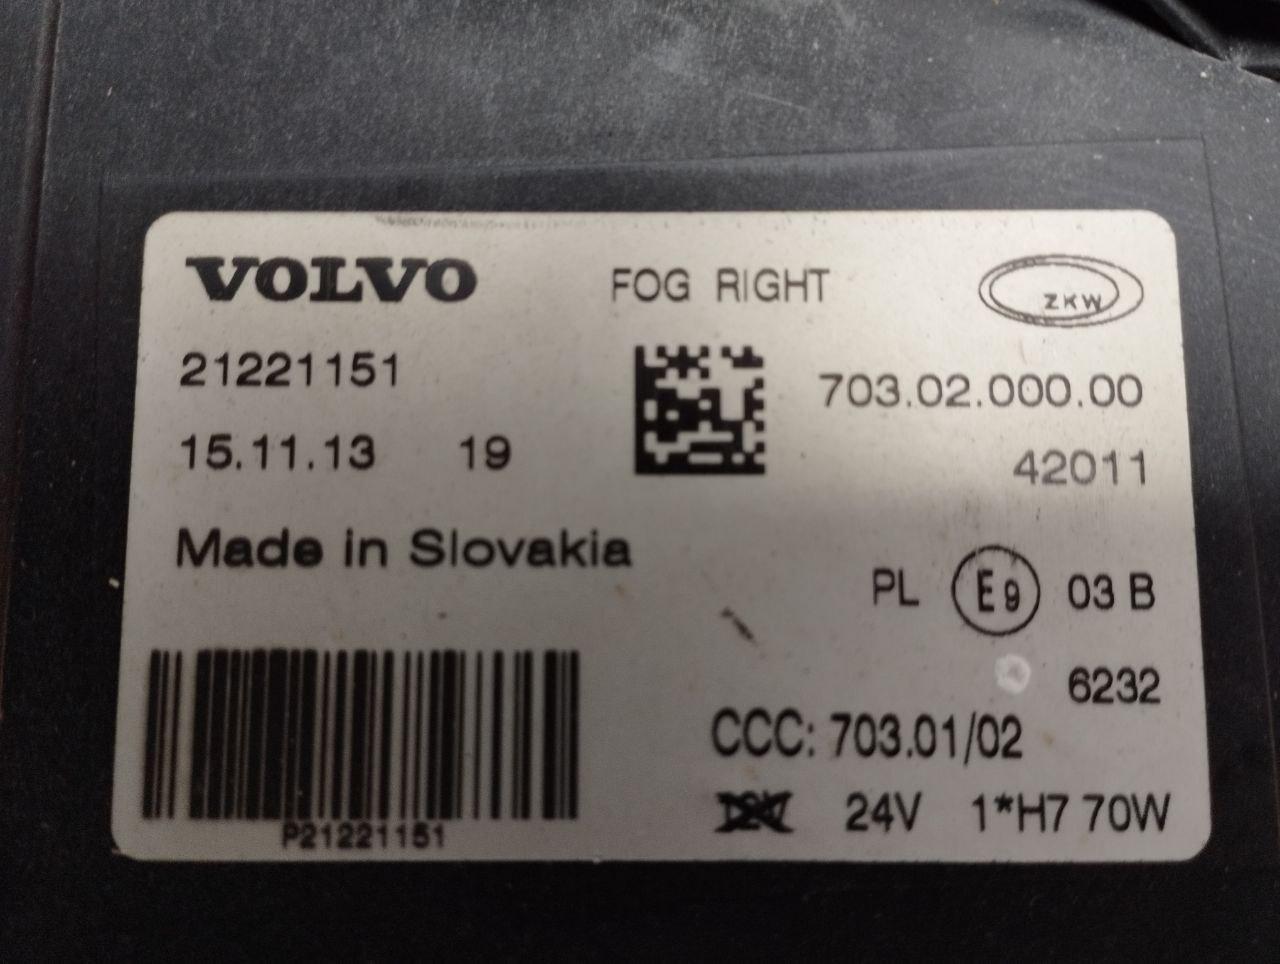 VOLVO FOG RIGHT ZKW
21221151 703.02.000.00
15.11.13 19 42011
Made in Slovakia
PL E9 03 B
6232
CCC: 703.01/02
12V 24V 1*H7 70W
P21221151